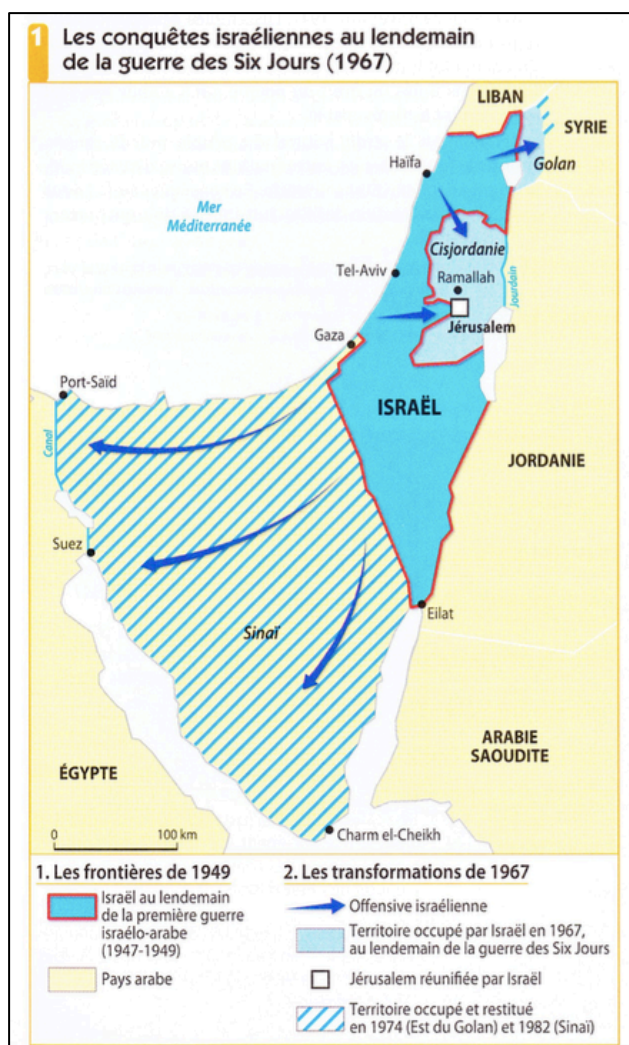 1
Les conquêtes israéliennes au lendemain
de la guerre des Six Jours (1967)
LIBAN
SYRIE
Golan
Haïfa
Mer
Méditerranée
Cisjordanie
Ramallah
Jourdain
Tel-Aviv
Jérusalem
Gaza
Port-Saïd
Canal
ISRAËL
JORDANIE
Suez
Sinaï
Eilat
ARABIE
SAOUDITE
ÉGYPTE
0 100 km
Charm el-Cheikh
1. Les frontières de 1949
Israël au lendemain
de la première guerre
israélo-arabe
(1947-1949)
Pays arabe
2. Les transformations de 1967
Offensive israélienne
Territoire occupé par Israël en 1967,
au lendemain de la guerre des Six Jours
Jérusalem réunifiée par Israël
Territoire occupé et restitué
en 1974 (Est du Golan) et 1982 (Sinaï)